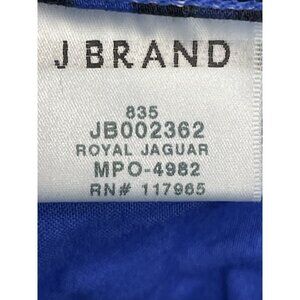 J BRAND
835
JB002362
ROYAL JAGUAR
MPO-4982
RN# 117965